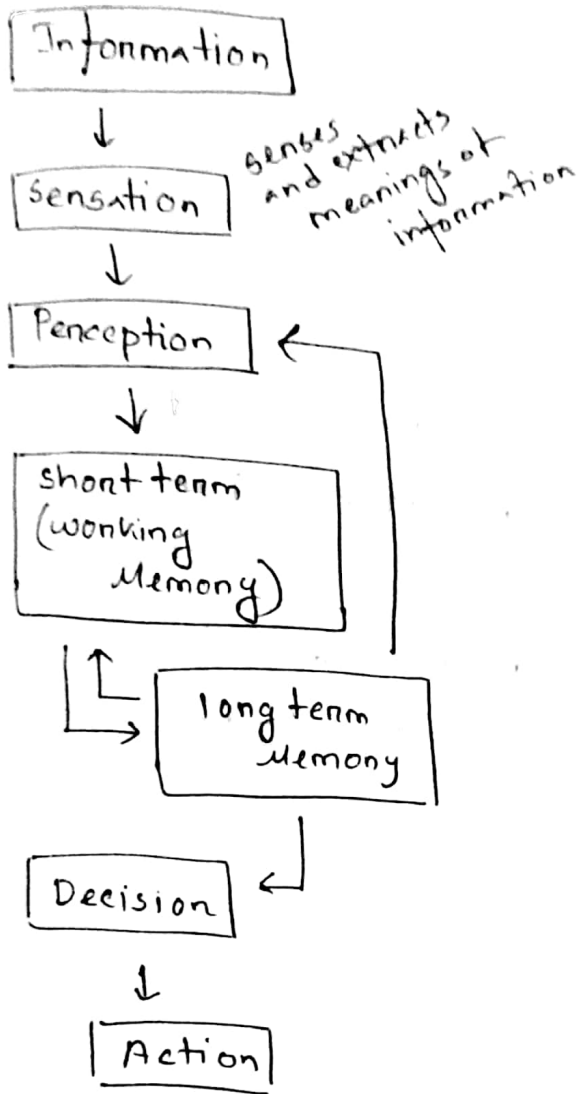 Information
senses
and extracts
meanings of
information
Sensation
Perception
short term
(working
Memory)
long term
Memory
Decision
Action